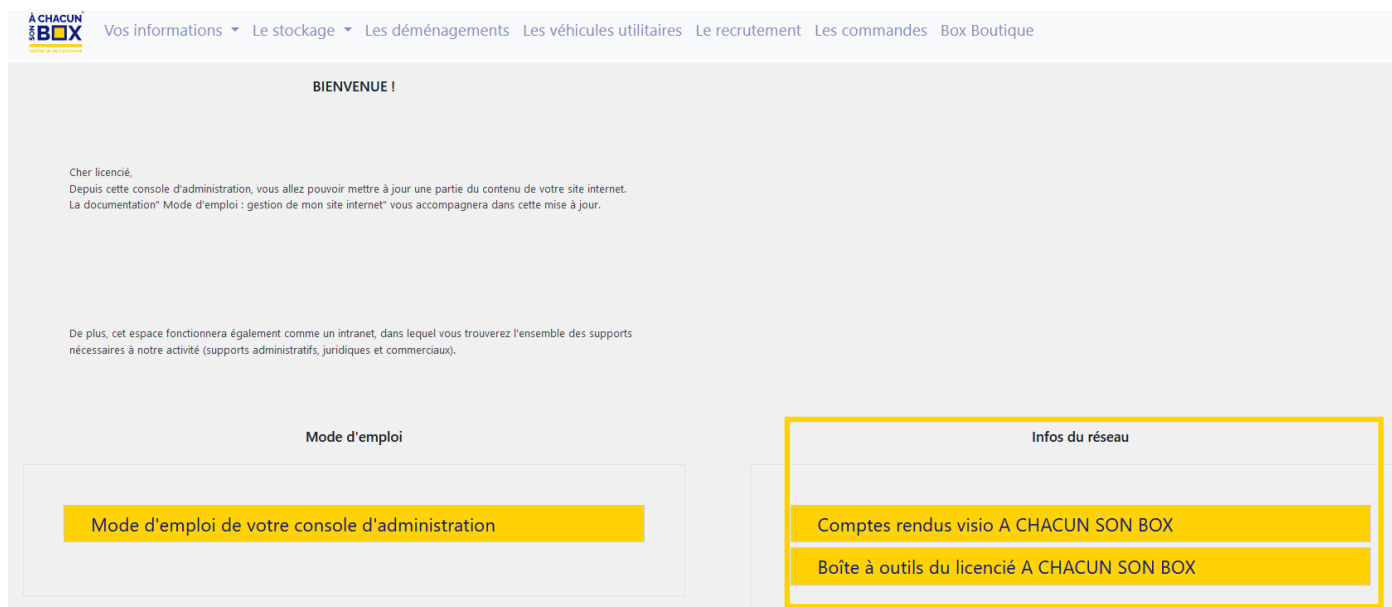 À CHACUN
SON BOX
Vos informations Le stockage Les déménagements Les véhicules utilitaires Le recrutement Les commandes Box Boutique
BIENVENUE !
Cher licencié,
Depuis cette console d'administration, vous allez pouvoir mettre à jour une partie du contenu de votre site internet.
La documentation" Mode d'emploi : gestion de mon site internet" vous accompagnera dans cette mise à jour.
De plus, cet espace fonctionnera également comme un intranet, dans lequel vous trouverez l'ensemble des supports
nécessaires à notre activité (supports administratifs, juridiques et commerciaux).
Mode d'emploi
Mode d'emploi de votre console d'administration
Infos du réseau
Comptes rendus visio A CHACUN SON BOX
Boîte à outils du licencié A CHACUN SON BOX